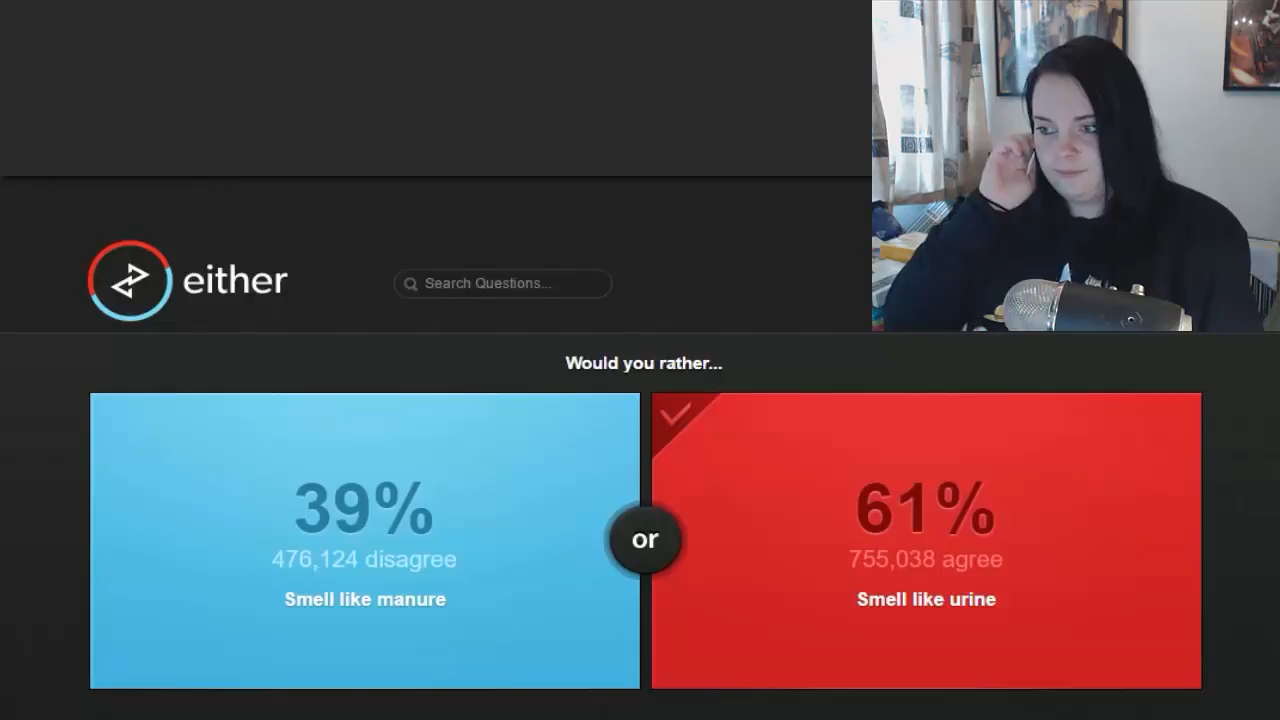 either
Search Questions...
Would you rather...
39%
476,124 disagree
Smell like manure
or
61%
755,038 agree
Smell like urine